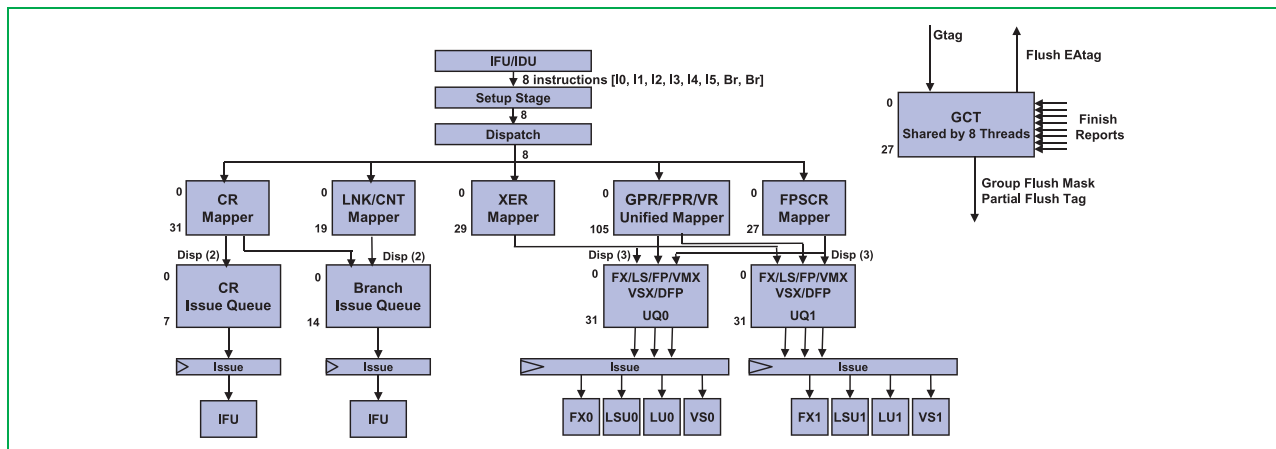 IFU/IDU
8 instructions [I0, I1, I2, I3, I4, I5, Br, Br]
Setup Stage
8
Dispatch
8
Gtag
Flush EAtag
0
GCT
Shared by 8 Threads
27
Finish
Reports
Group Flush Mask
Partial Flush Tag
0
CR
Mapper
31
0
LNK/CNT
Mapper
19
0
XER
Mapper
29
0
GPR/FPR/VR
Unified Mapper
105
0
FPSCR
Mapper
27
Disp (2)
Disp (2)
Disp (3)
Disp (3)
0
CR
Issue Queue
7
0
Branch
Issue Queue
14
0
FX/LS/FP/VMX
VSX/DFP
UQ0
31
0
FX/LS/FP/VMX
VSX/DFP
UQ1
31
Issue
Issue
Issue
Issue
IFU
IFU
FX0
LSU0
LU0
VS0
FX1
LSU1
LU1
VS1